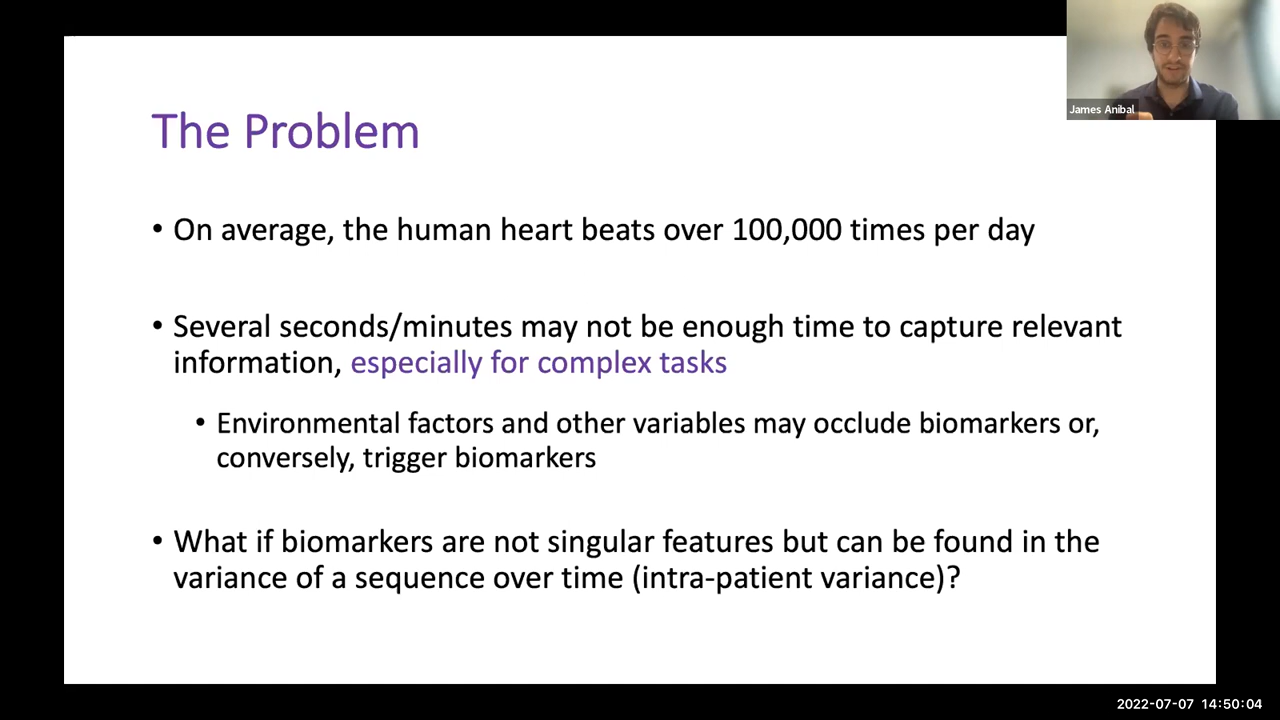 James Anibal
The Problem
• On average, the human heart beats over 100,000 times per day
• Several seconds/minutes may not be enough time to capture relevant
information, especially for complex tasks
• Environmental factors and other variables may occlude biomarkers or,
conversely, trigger biomarkers
• What if biomarkers are not singular features but can be found in the
variance of a sequence over time (intra-patient variance)?
2022-07-07 14:50:04